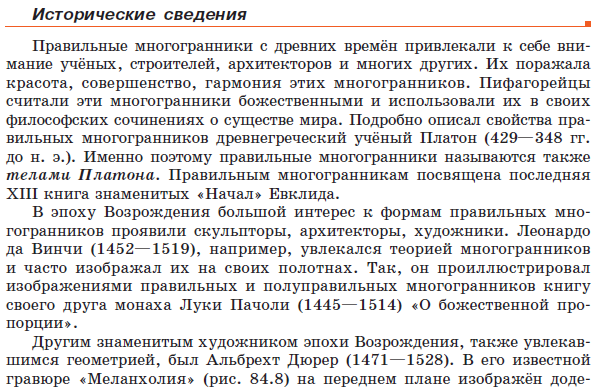 Исторические сведения
Правильные многогранники с древних времён привлекали к себе вни-
мание учёных, строителей, архитекторов и многих других. Их поражала
красота, совершенство, гармония этих многогранников. Пифагорейцы
считали эти многогранники божественными и использовали их в своих
философских сочинениях о существе мира. Подробно описал свойства пра-
вильных многогранников древнегреческий учёный Платон (429—348 гг.
до н. э.). Именно поэтому правильные многогранники называются также
телами Платона. Правильным многогранникам посвящена последняя
XIII книга знаменитых «Начал» Евклида.
В эпоху Возрождения большой интерес к формам правильных мно-
гогранников проявили скульпторы, архитекторы, художники. Леонардо
да Винчи (1452—1519), например, увлекался теорией многогранников
и часто изображал их на своих полотнах. Так, он проиллюстрировал
изображениями правильных и полуправильных многогранников книгу
своего друга монаха Луки Пачоли (1445—1514) «О божественной про-
порции».
Другим знаменитым художником эпохи Возрождения, также увлекав-
шимся геометрией, был Альбрехт Дюрер (1471—1528). В его известной
гравюре «Меланхолия» (рис. 84.8) на переднем плане изображён доде-